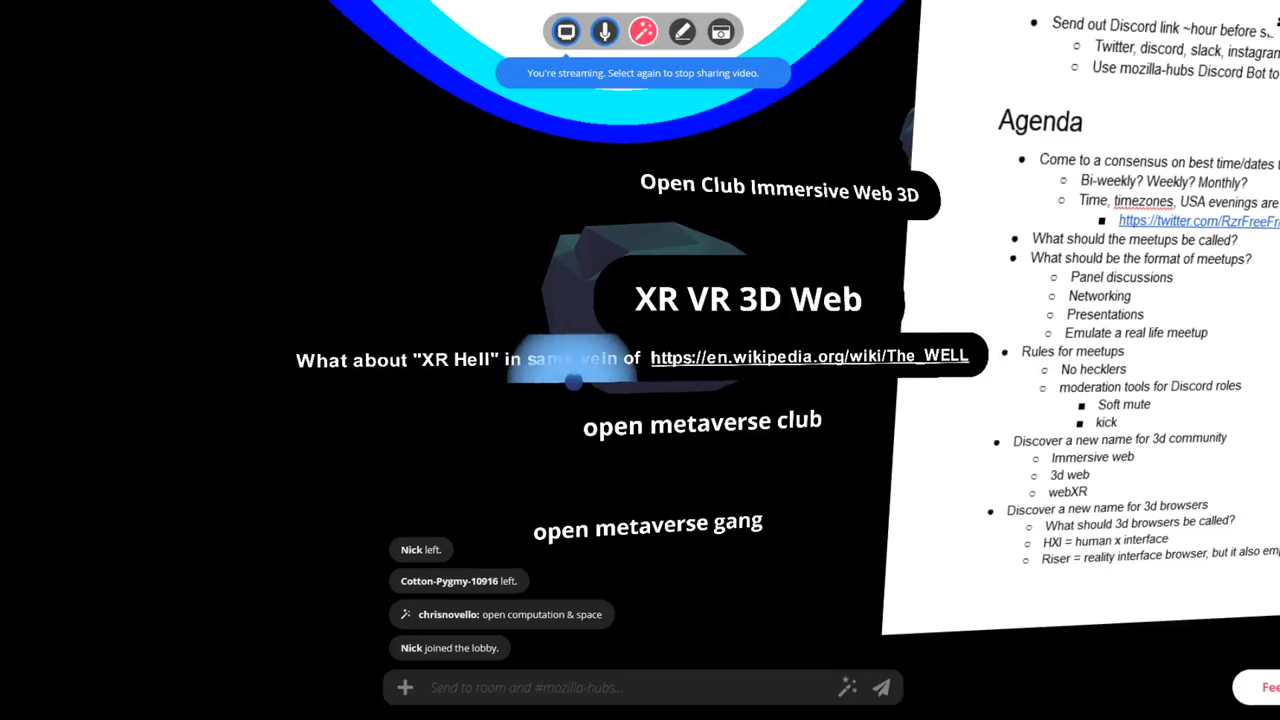 You're streaming. Select again to stop sharing video.
Open Club Immersive Web 3D
XR VR 3D Web
What about "XR Hell" in same vein of https://en.wikipedia.org/wiki/The_WELL
open metaverse club
open metaverse gang
Nick left.
Cotton-Pygmy-10916 left.
chrisnovello: open computation & space
Nick joined the lobby.
Send to room and #mozilla-hubs...
Send out Discord link ~hour before
Twitter, discord, slack,
Use mozilla-hubs Discord Bot to
Agenda
Come to a consensus on best time/dates
Bi-weekly? Weekly? Monthly?
Time, timezones, USA evenings are
https://twitter.com/RzrFreeFr
What should the meetups be called?
What should be the format of meetups?
Panel discussions
Networking
Presentations
Emulate a real life meetup
Rules for meetups
No hecklers
moderation tools for Discord roles
Soft mute
kick
Discover a new name for 3d community
Immersive web
3d web
webXR
Discover a new name for 3d browsers
What should 3d browsers be called?
HXI = human x interface
Riser = reality interface browser, but it also